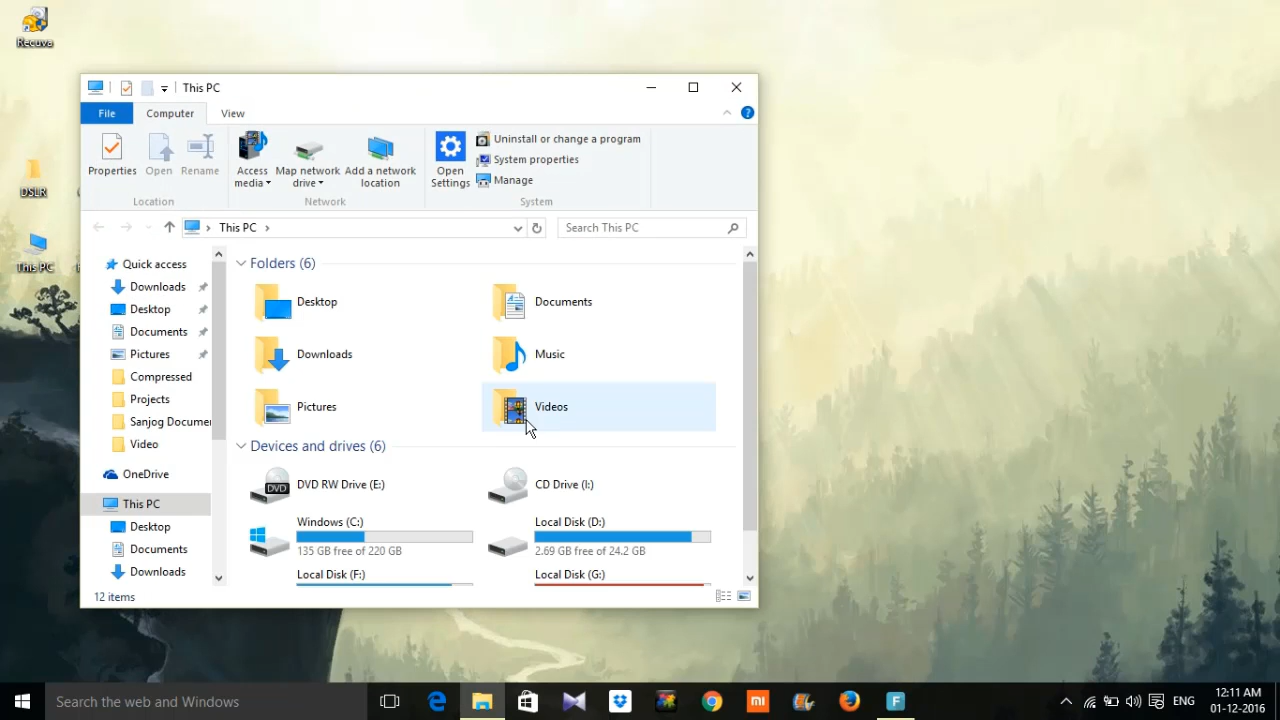 Recuva
DSLR
This PC
This PC
File
Computer
View
Properties
Open
Rename
Access media
Map network drive
Add a network location
Open Settings
Uninstall or change a program
System properties
Manage
Location
Network
System
This PC
Search This PC
Quick access
Downloads
Desktop
Documents
Pictures
Compressed
Projects
Sanjog Docume
Video
OneDrive
This PC
Desktop
Documents
Downloads
Folders (6)
Desktop
Documents
Downloads
Music
Pictures
Videos
Devices and drives (6)
DVD
DVD RW Drive (E:)
CD Drive (I:)
Windows (C:)
135 GB free of 220 GB
Local Disk (D:)
2.69 GB free of 24.2 GB
Local Disk (F:)
Local Disk (G:)
12 items
Search the web and Windows
mi
F
ENG
12:11 AM
01-12-2016